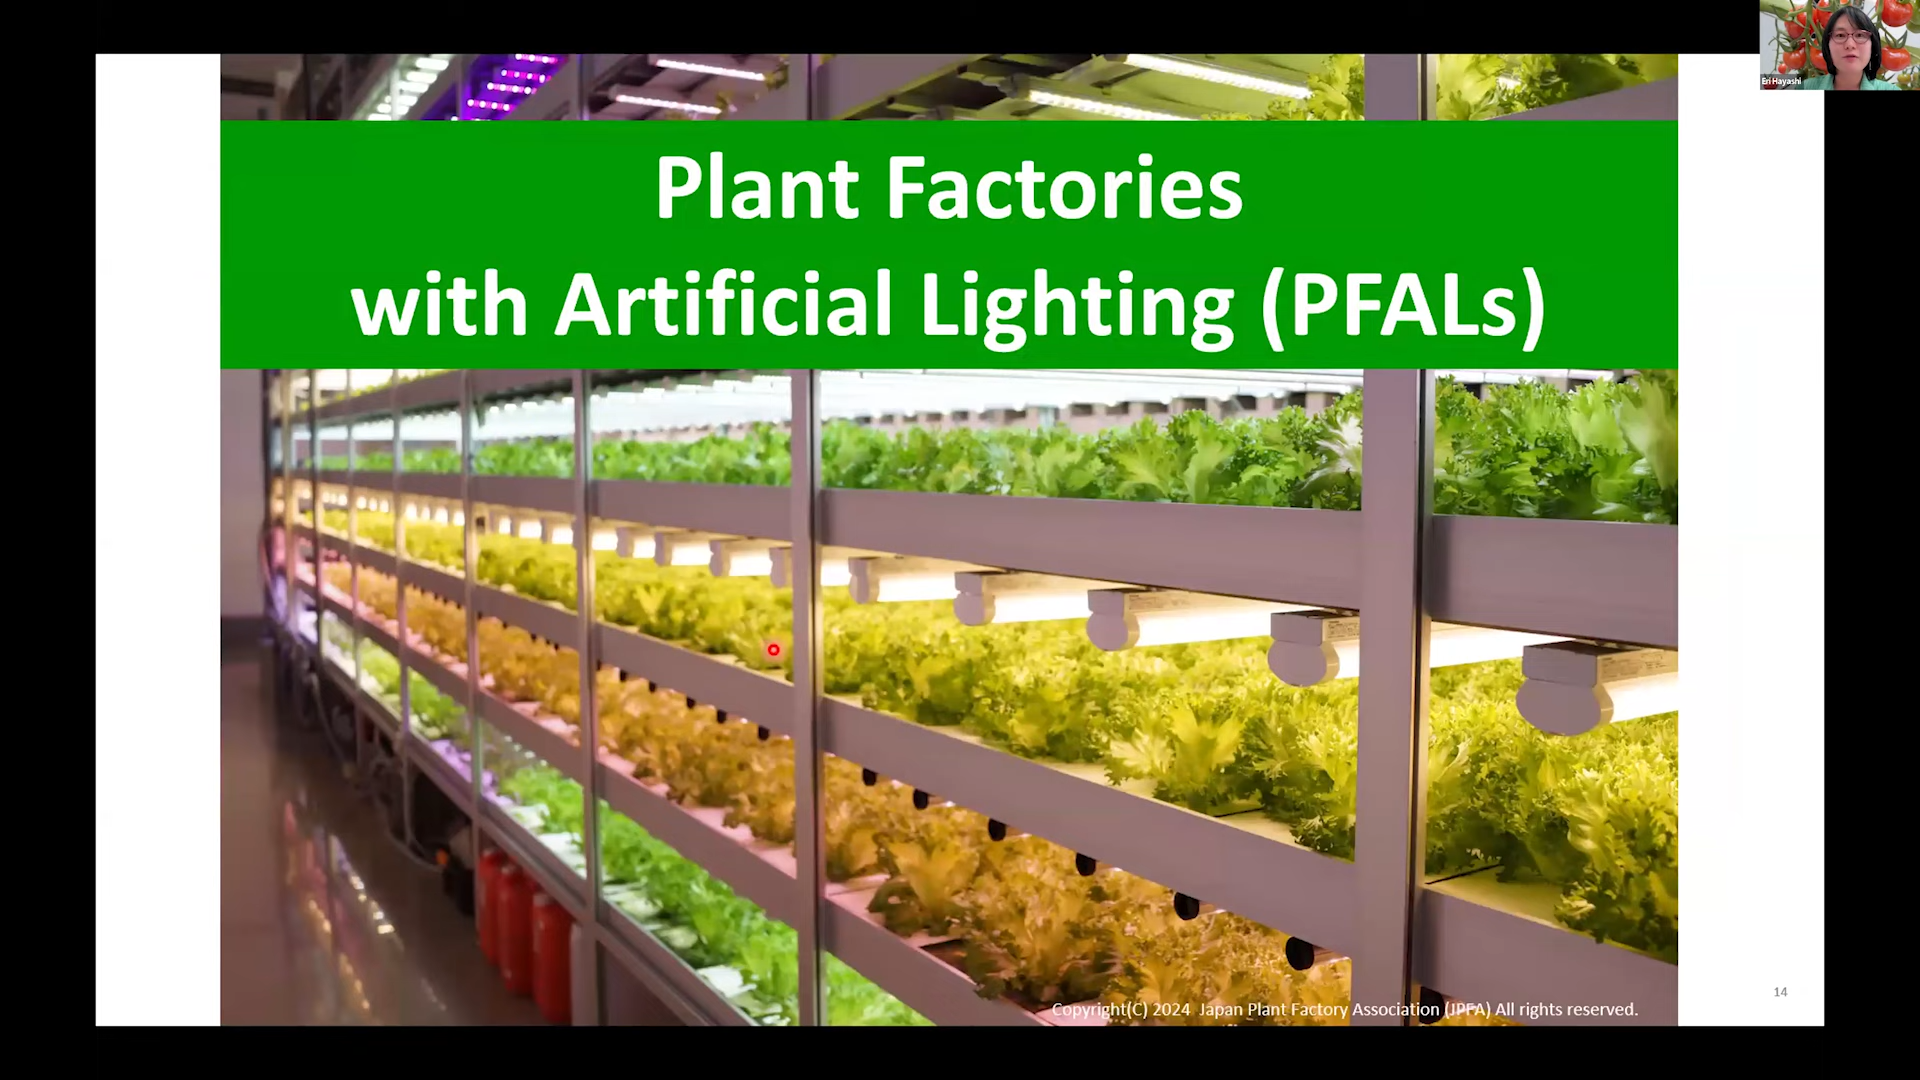 Eri Hayashi
Plant Factories
with Artificial Lighting (PFALs)
14
Copyright(C) 2024 Japan Plant Factory Association (JPFA) All rights reserved.